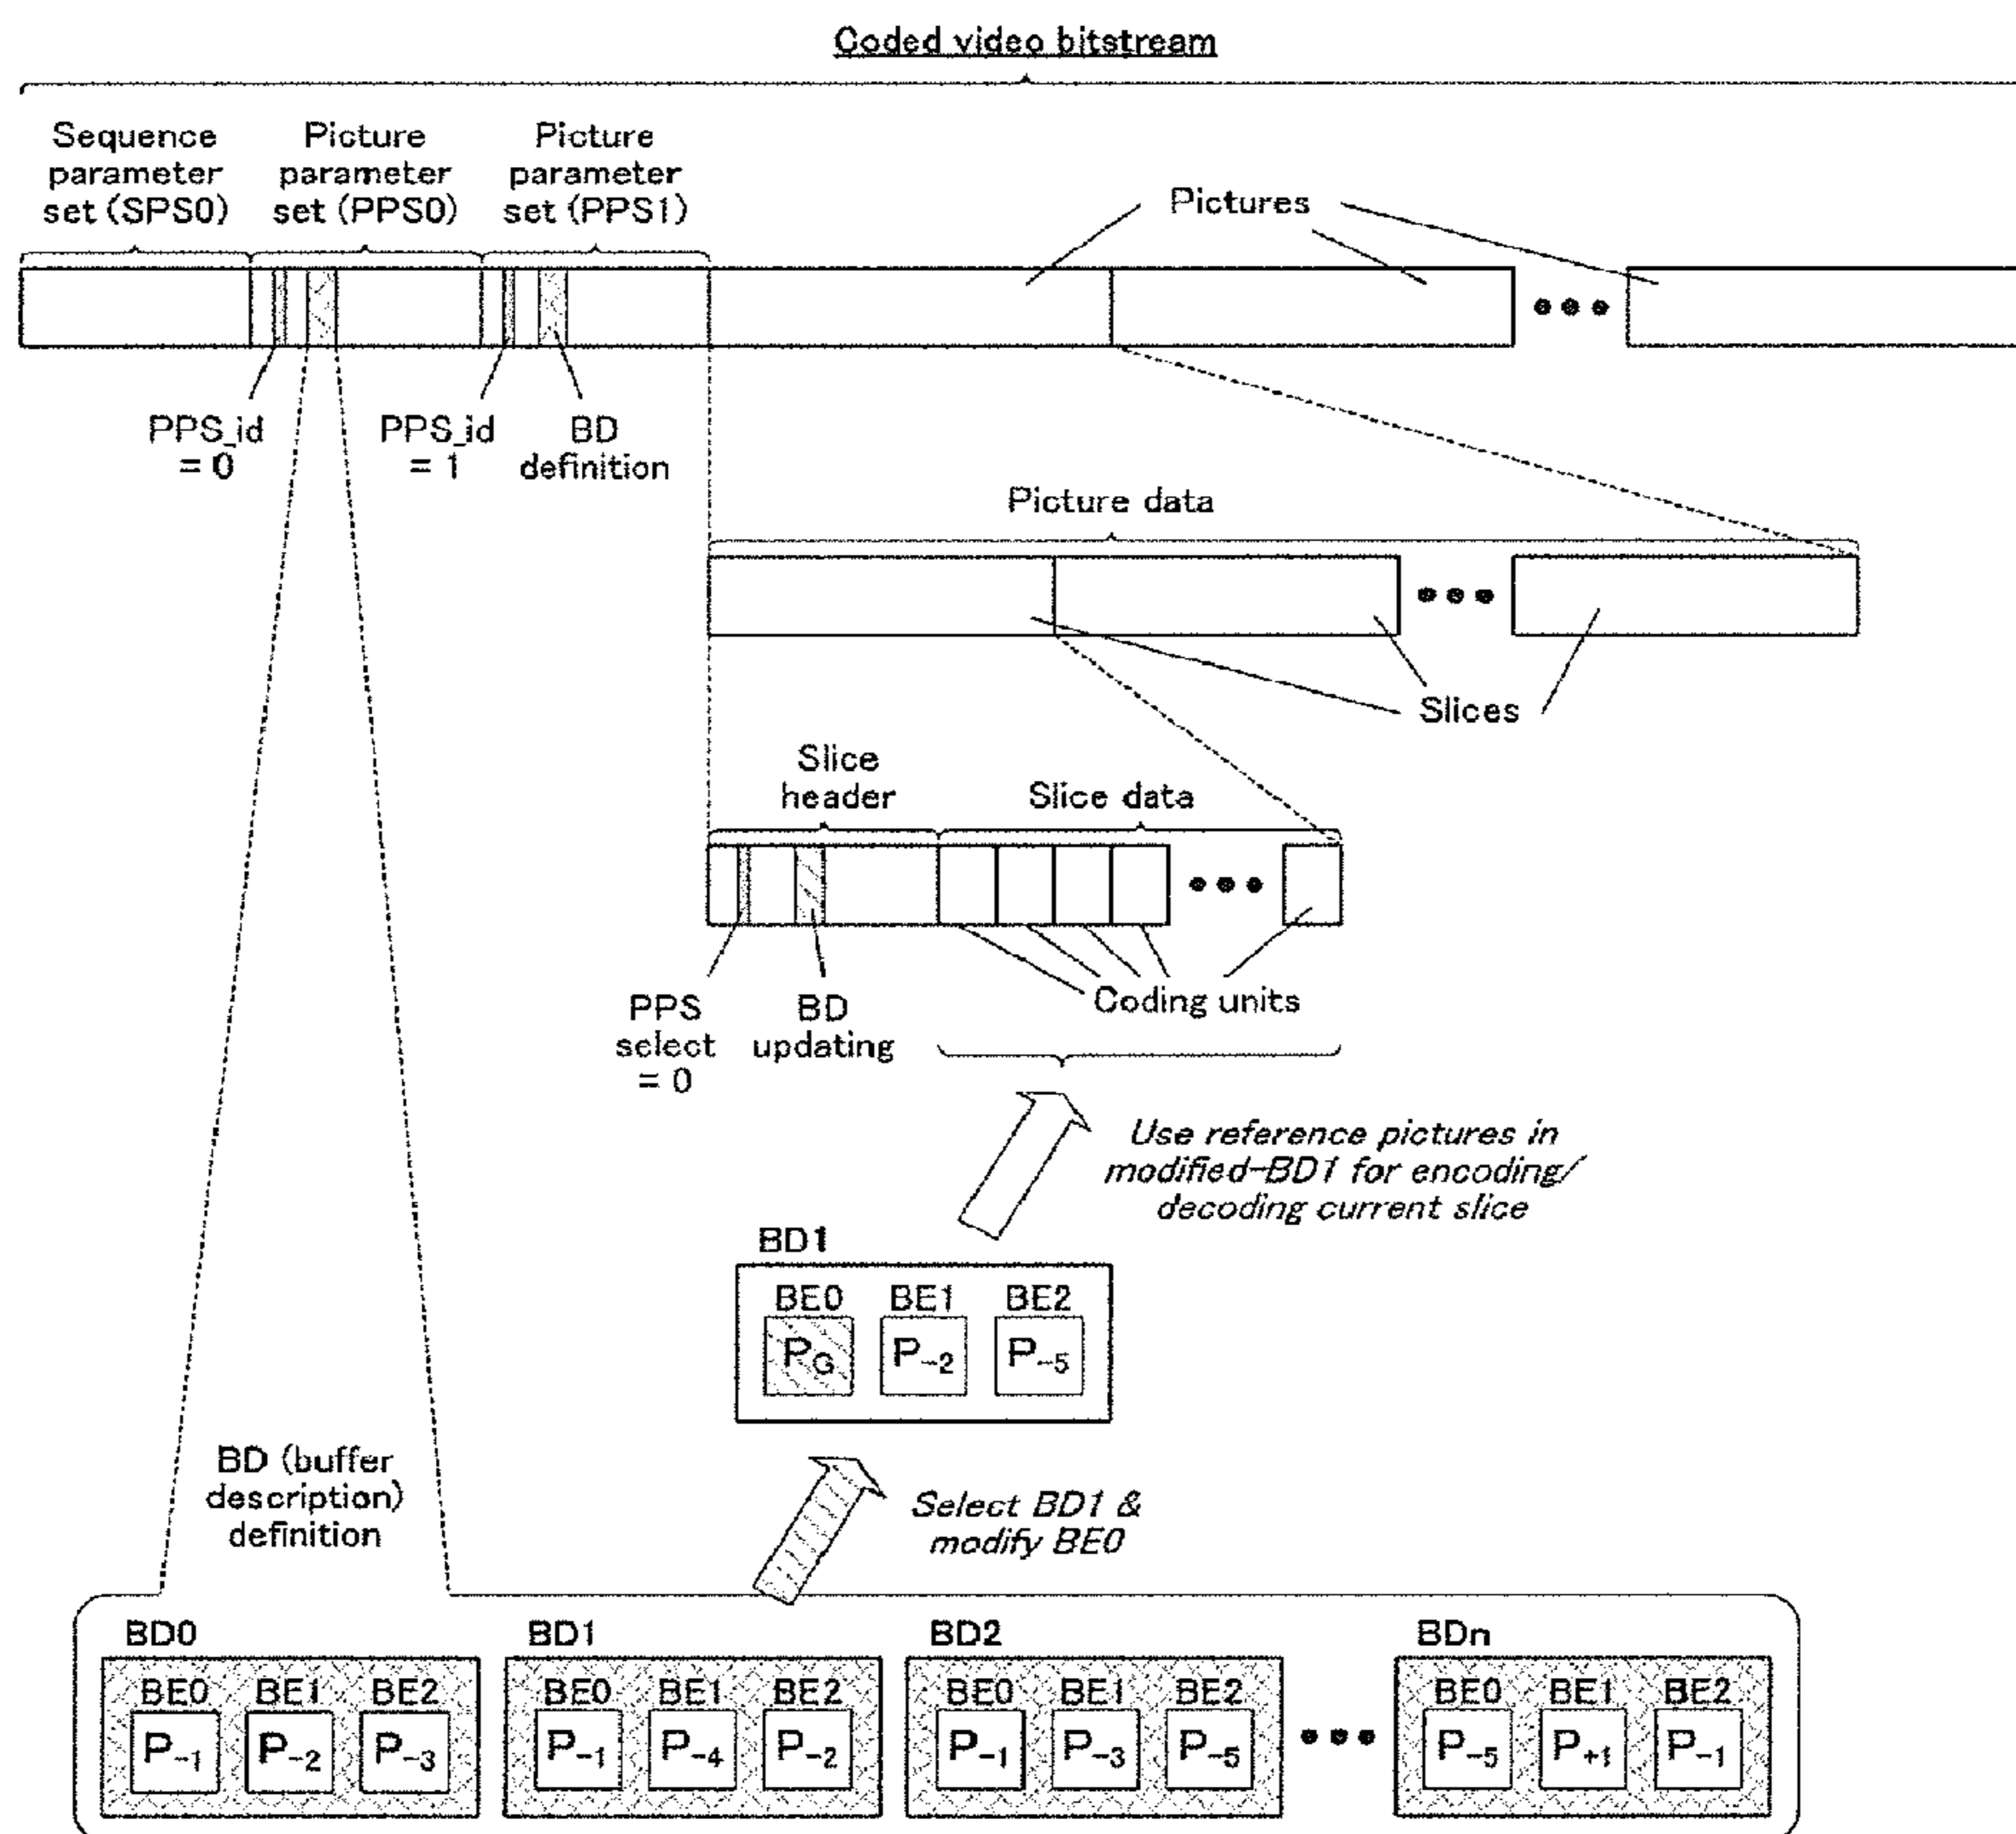 Coded video bitstream
Sequence
parameter
set (SPS0)
Picture
parameter
set (PPS0)
Picture
parameter
set (PPS1)
Pictures
PPS_id
= 0
PPS_id
= 1
BD
definition
Picture data
Slices
Slice
header
Slice data
PPS
select
= 0
BD
updating
Coding units
Use reference pictures in
modified-BD1 for encoding/
decoding current slice
BD1
BE0 BE1 BE2
PG P-2 P-5
BD (buffer
description)
definition
Select BD1 &
modify BE0
BD0 BD1 BD2 BDn
BE0 BE1 BE2 BE0 BE1 BE2 BE0 BE1 BE2 BE0 BE1 BE2
P-1 P-2 P-3 P-1 P-4 P-2 P-1 P-3 P-5 P-5 P+1 P-1